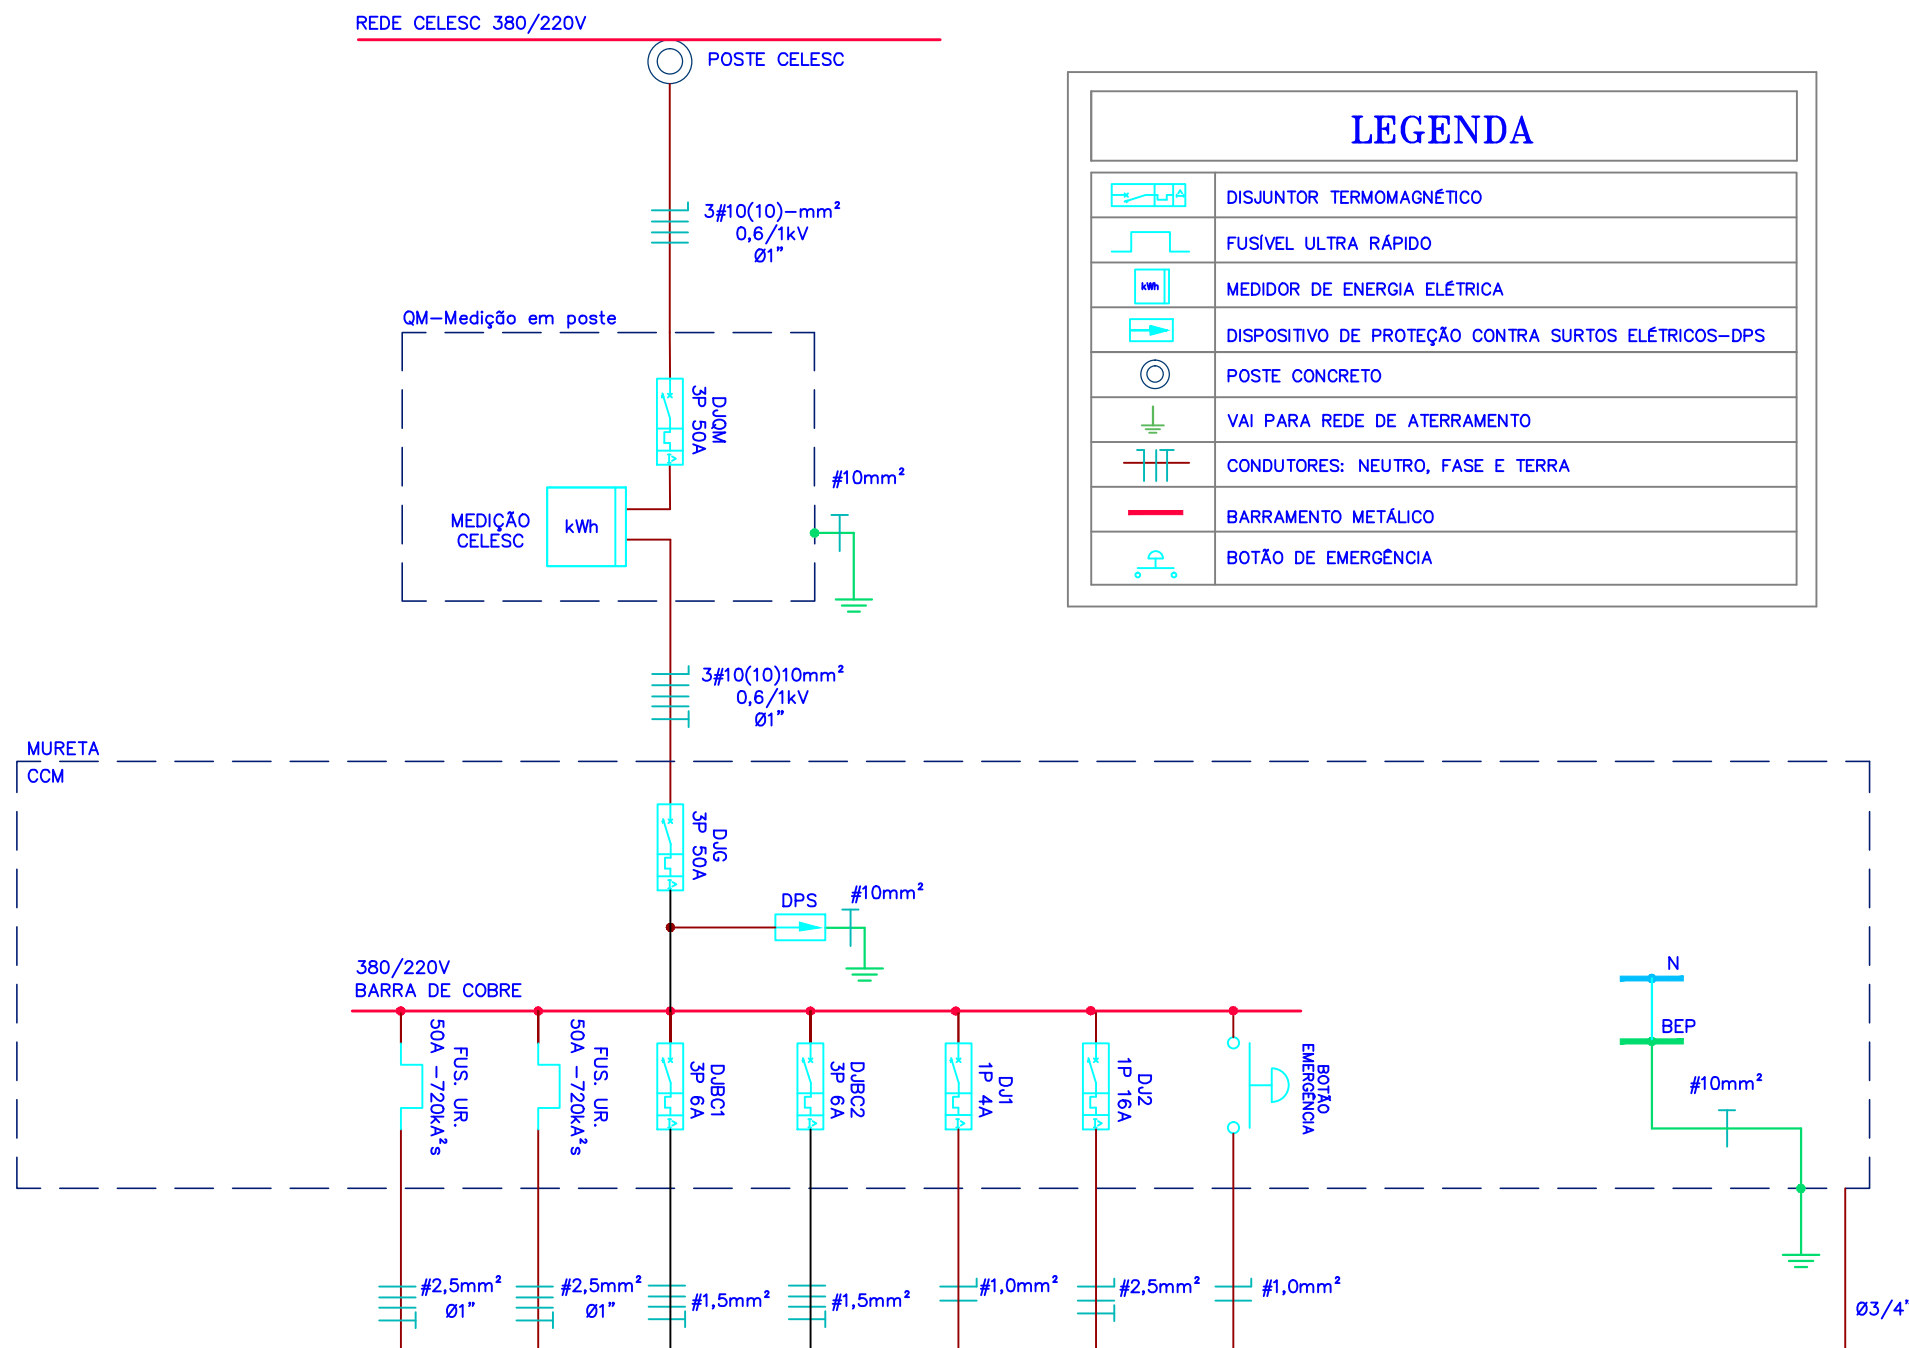 REDE CELESC 380/220V
POSTE CELESC
3#10(10)-mm²
0,6/1kV
Ø1"
QM-Medição em poste
DJQM
3P 50A
#10mm²
MEDIÇÃO
CELESC
kWh
3#10(10)10mm²
0,6/1kV
Ø1"
LEGENDA
DISJUNTOR TERMOMAGNÉTICO
FUSÍVEL ULTRA RÁPIDO
kWh
MEDIDOR DE ENERGIA ELÉTRICA
DISPOSITIVO DE PROTEÇÃO CONTRA SURTOS ELÉTRICOS-DPS
POSTE CONCRETO
VAI PARA REDE DE ATERRAMENTO
CONDUTORES: NEUTRO, FASE E TERRA
BARRAMENTO METÁLICO
BOTÃO DE EMERGÊNCIA
MURETA
CCM
DJG
3P 50A
DPS
#10mm²
380/220V
BARRA DE COBRE
FUS. UR.
50A -720kA²s
FUS. UR.
50A -720kA²s
DJBC1
3P 6A
DJBC2
3P 6A
DJ1
1P 4A
DJ2
1P 16A
BOTÃO
EMERGÊNCIA
N
BEP
#10mm²
#2,5mm²
Ø1"
#2,5mm²
Ø1"
#1,5mm²
#1,5mm²
#1,0mm²
#2,5mm²
#1,0mm²
Ø3/4"